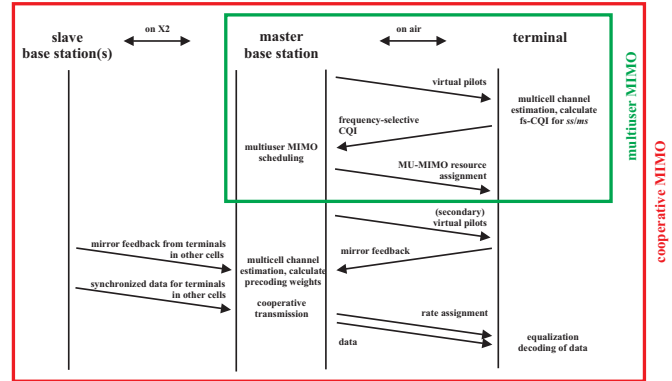 slave
base station(s)
on X2
master
base station
on air
terminal
virtual pilots
multicell channel
estimation, calculate
fs-CQI for ss/ms
frequency-selective
CQI
multiuser MIMO
scheduling
MU-MIMO resource
assignment
(secondary)
virtual pilots
mirror feedback from terminals
in other cells
mirror feedback
multicell channel
estimation, calculate
precoding weights
synchronized data for terminals
in other cells
cooperative
transmission
rate assignment
data
equalization
decoding of data
multiuser MIMO
cooperative MIMO